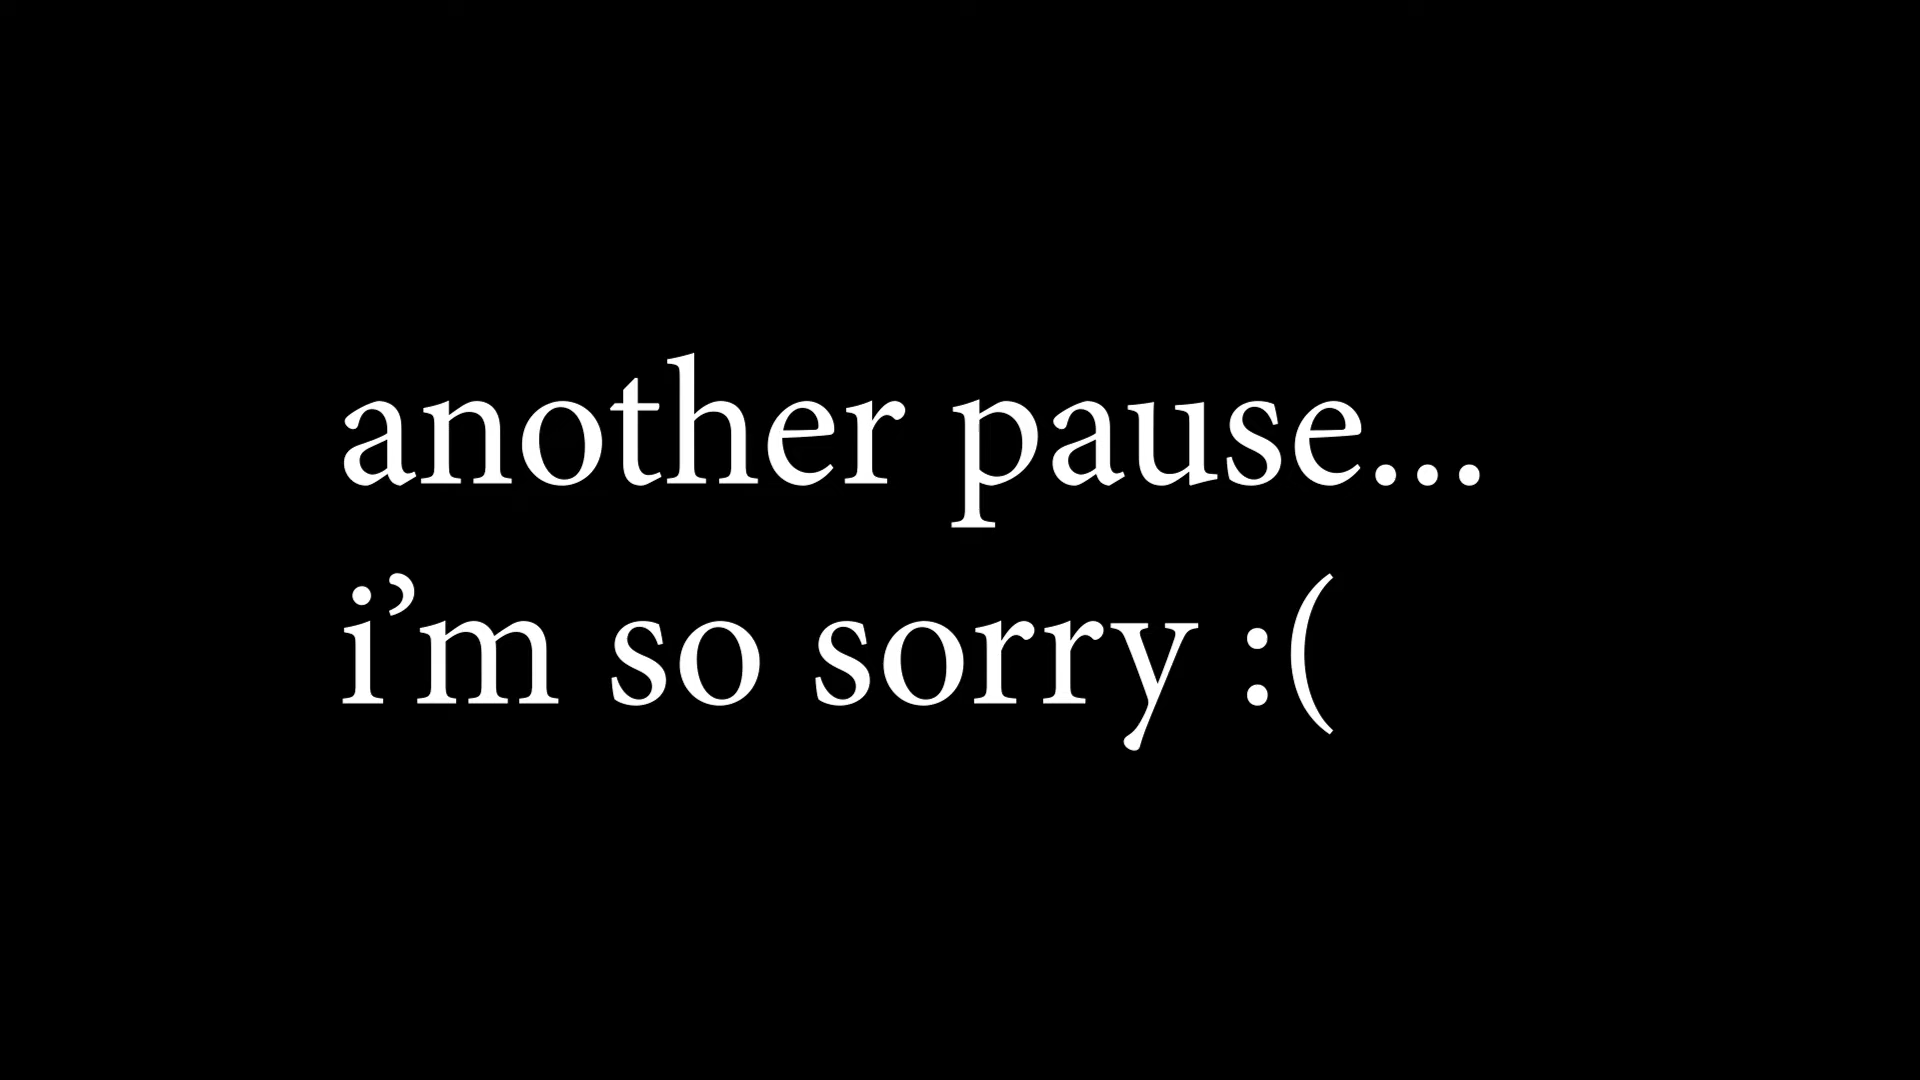 another pause...
i’m so sorry :(